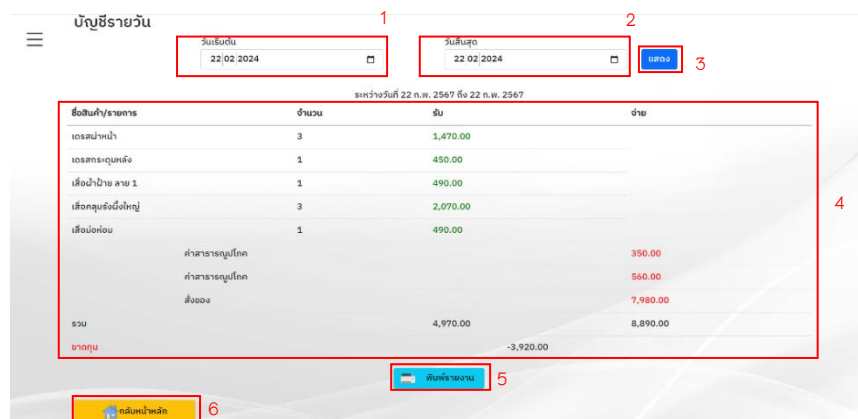 บัญชีรายวัน
1
2
วันเริ่มต้น วันสิ้นสุด
22/02/2024 22/02/2024 แสดง 3
ระหว่างวันที่ 22 ก.พ. 2567 ถึง 22 ก.พ. 2567
ชื่อสินค้า/รายการ จำนวน รับ จ่าย
เดรสผ่าหน้า 3 1,470.00
เดรสกระดุมหลัง 1 450.00
เสื้อผ้าฝ้าย ลาย 1 1 490.00
เสื้อคลุมรังผึ้งใหญ่ 3 2,070.00
4
เสื้อม่อห่อม 1 490.00
ค่าสาธารณูปโภค 350.00
ค่าสาธารณูปโภค 560.00
สั่งของ 7,980.00
รวม 4,970.00 8,890.00
ขาดทุน -3,920.00
พิมพ์รายงาน 5
กลับหน้าหลัก 6